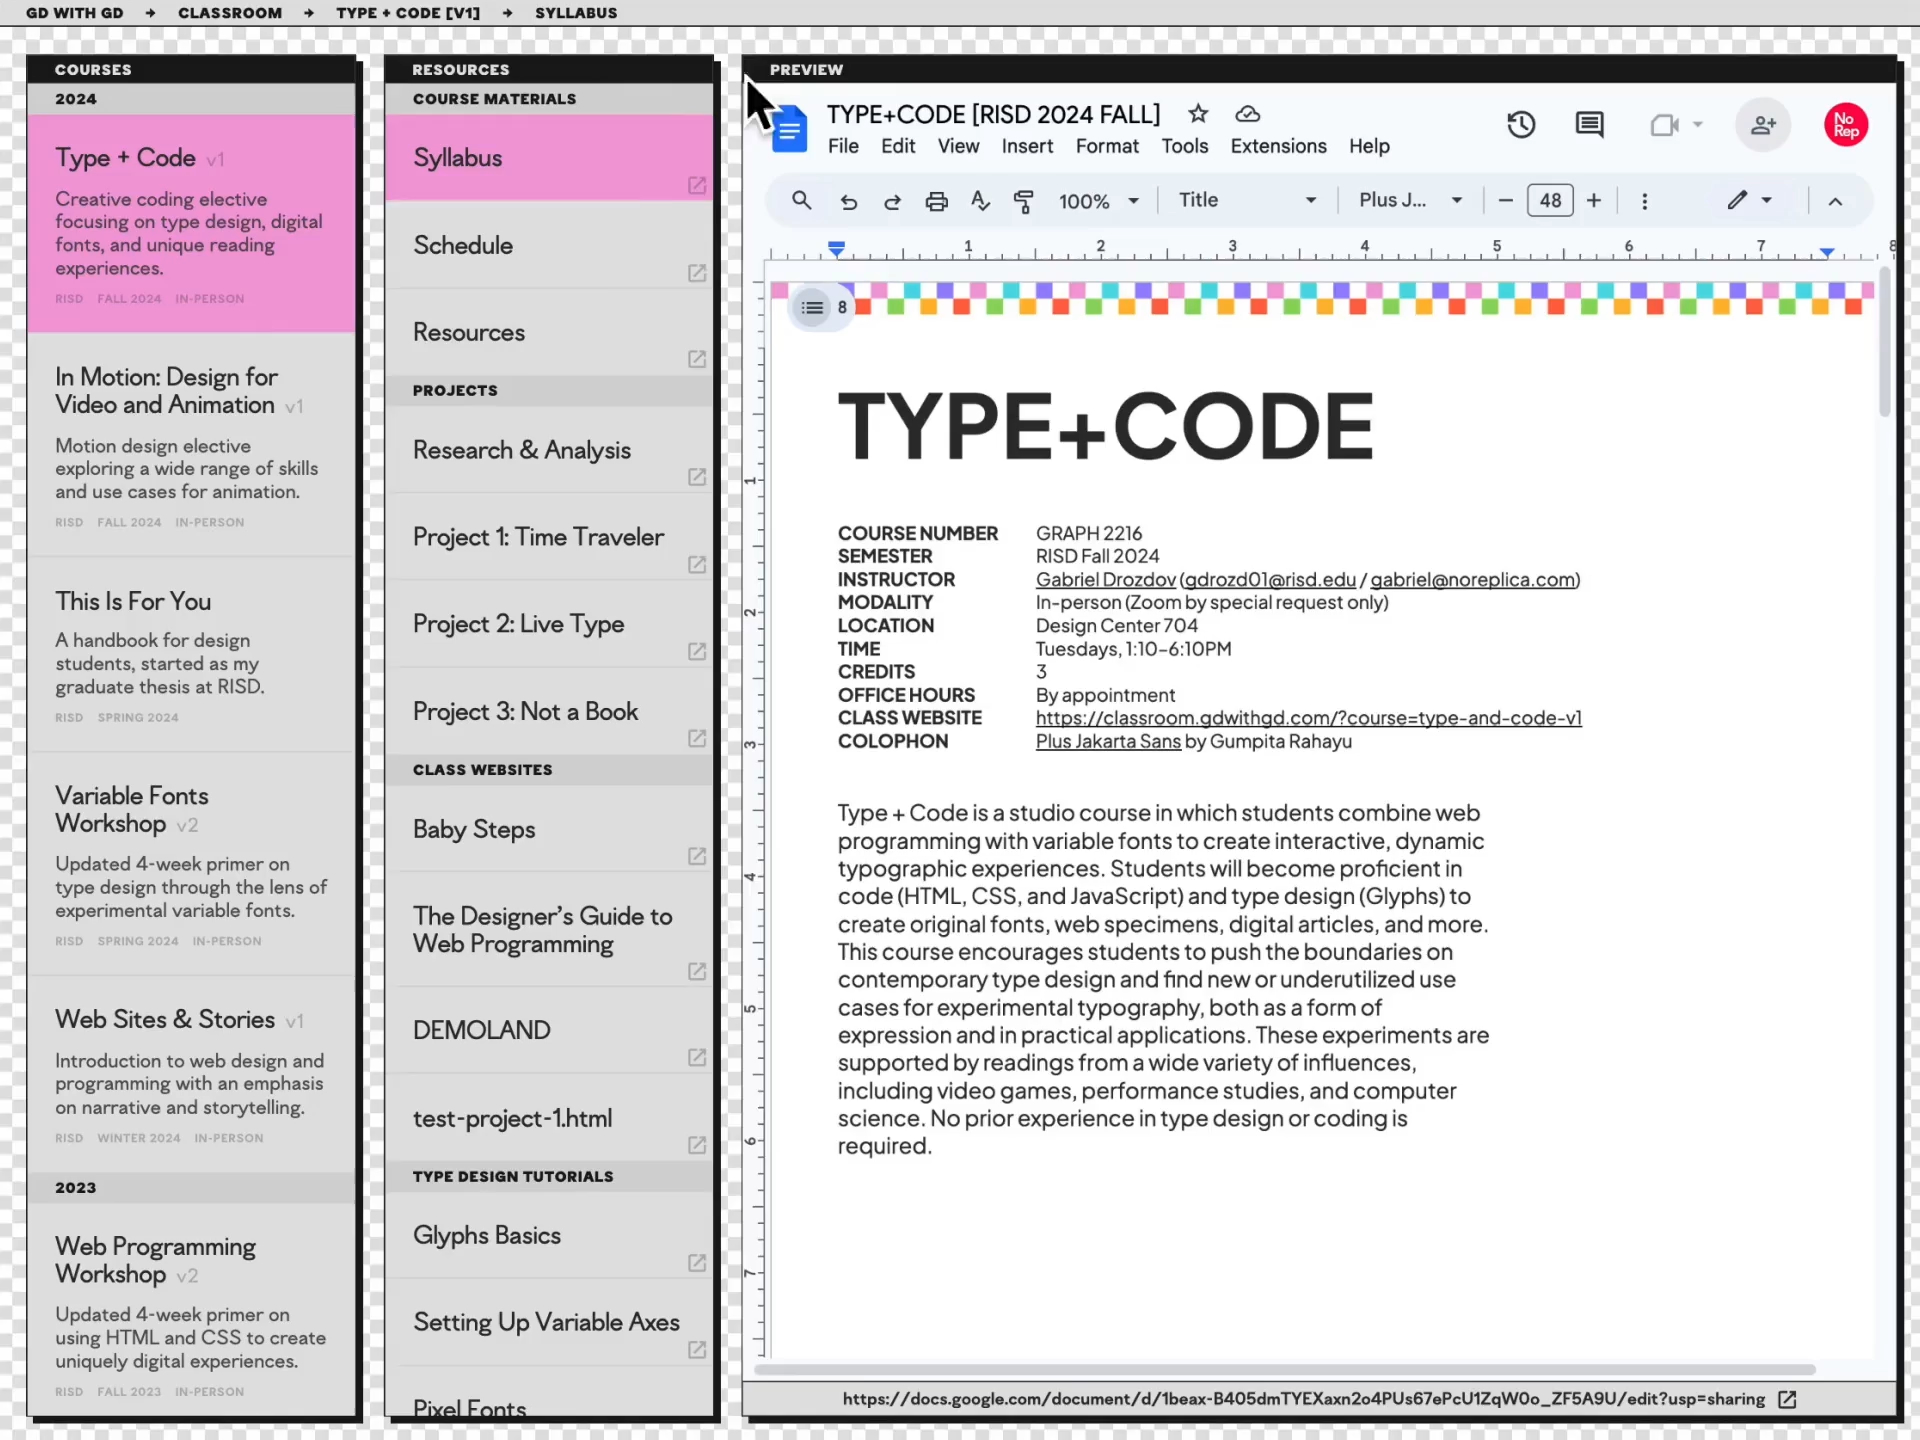 GD WITH GD → CLASSROOM → TYPE + CODE [V1] → SYLLABUS
COURSES
2024
Type + Code v1
Creative coding elective
focusing on type design, digital
fonts, and unique reading
experiences.
RISD FALL 2024 IN-PERSON
In Motion: Design for
Video and Animation v1
Motion design elective
exploring a wide range of skills
and use cases for animation.
RISD FALL 2024 IN-PERSON
This Is For You
A handbook for design
students, started as my
graduate thesis at RISD.
RISD SPRING 2024
Variable Fonts
Workshop v2
Updated 4-week primer on
type design through the lens of
experimental variable fonts.
RISD SPRING 2024 IN-PERSON
Web Sites & Stories v1
Introduction to web design and
programming with an emphasis
on narrative and storytelling.
RISD WINTER 2024 IN-PERSON
2023
Web Programming
Workshop v2
Updated 4-week primer on
using HTML and CSS to create
uniquely digital experiences.
RISD FALL 2023 IN-PERSON
RESOURCES
COURSE MATERIALS
Syllabus
Schedule
Resources
PROJECTS
Research & Analysis
Project 1: Time Traveler
Project 2: Live Type
Project 3: Not a Book
CLASS WEBSITES
Baby Steps
The Designer's Guide to
Web Programming
DEMOLAND
test-project-1.html
TYPE DESIGN TUTORIALS
Glyphs Basics
Setting Up Variable Axes
Pixel Fonts
PREVIEW
TYPE+CODE [RISD 2024 FALL]
No
Rep
File Edit View Insert Format Tools Extensions Help
100% Title Plus J... − 48 +
1 2 3 4 5 6 7 8
8
TYPE+CODE
COURSE NUMBER GRAPH 2216
SEMESTER RISD Fall 2024
INSTRUCTOR Gabriel Drozdov (gdrozd01@risd.edu / gabriel@noreplica.com)
MODALITY In-person (Zoom by special request only)
LOCATION Design Center 704
TIME Tuesdays, 1:10–6:10PM
CREDITS 3
OFFICE HOURS By appointment
CLASS WEBSITE https://classroom.gdwithgd.com/?course=type-and-code-v1
COLOPHON Plus Jakarta Sans by Gumpita Rahayu
Type + Code is a studio course in which students combine web
programming with variable fonts to create interactive, dynamic
typographic experiences. Students will become proficient in
code (HTML, CSS, and JavaScript) and type design (Glyphs) to
create original fonts, web specimens, digital articles, and more.
This course encourages students to push the boundaries on
contemporary type design and find new or underutilized use
cases for experimental typography, both as a form of
expression and in practical applications. These experiments are
supported by readings from a wide variety of influences,
including video games, performance studies, and computer
science. No prior experience in type design or coding is
required.
1
2
3
4
5
6
7
https://docs.google.com/document/d/1beax-B405dmTYEXaxn2o4PUs67ePcU1ZqW0o_ZF5A9U/edit?usp=sharing